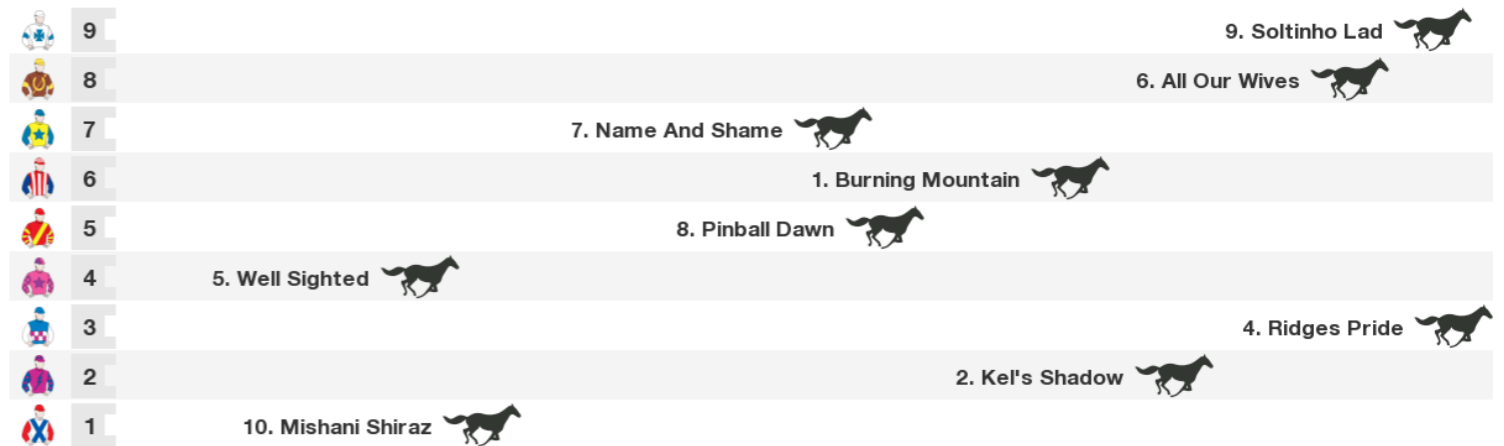 9 9. Soltinho Lad
8 6. All Our Wives
7 7. Name And Shame
6 1. Burning Mountain
5 8. Pinball Dawn
4 5. Well Sighted
3 4. Ridges Pride
2 2. Kel's Shadow
1 10. Mishani Shiraz